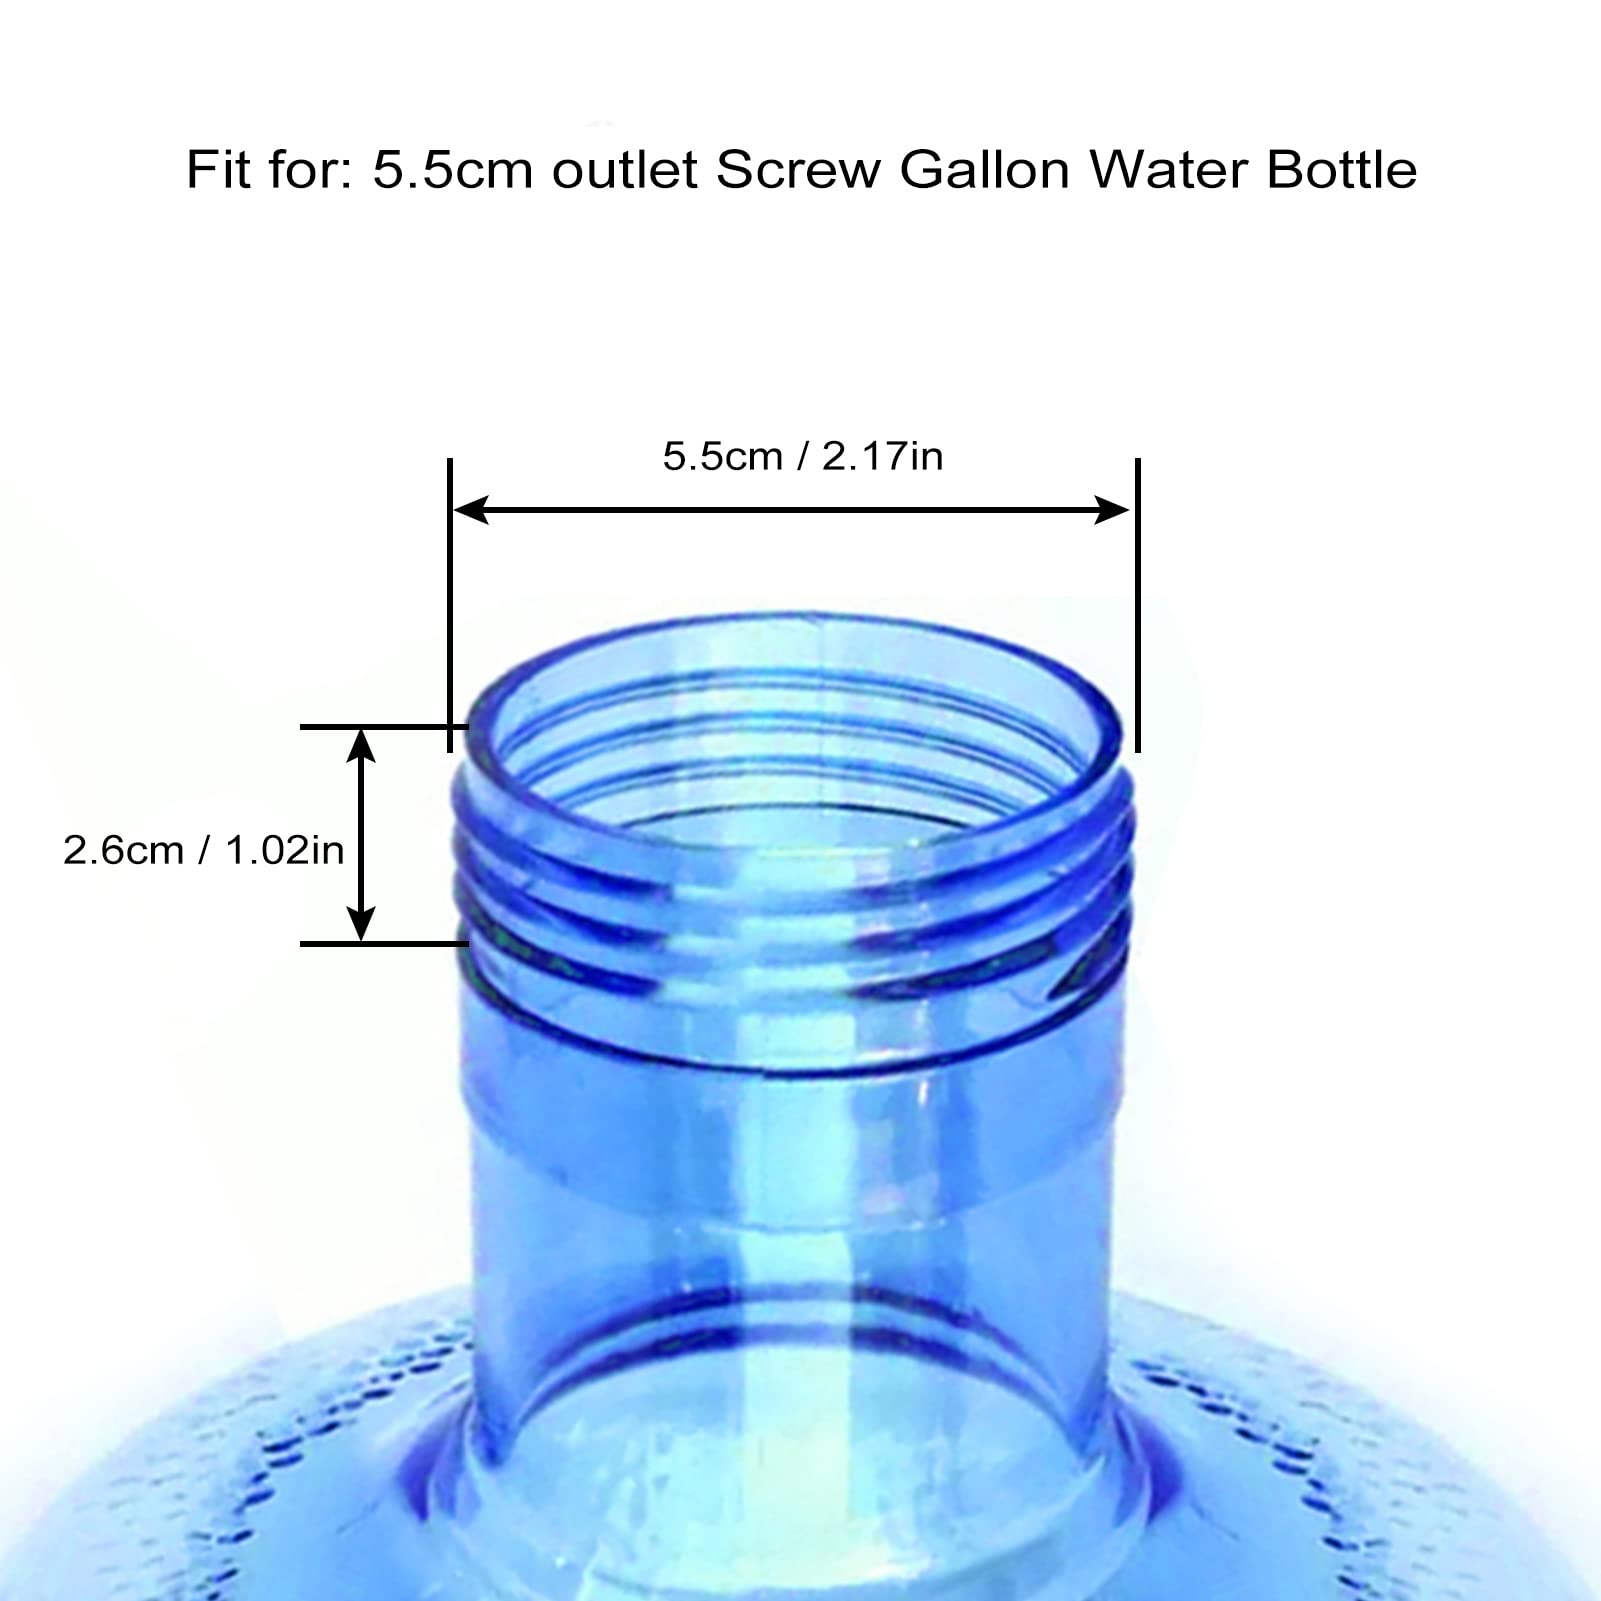 Fit for: 5.5cm outlet Screw Gallon Water Bottle
5.5cm / 2.17in
2.6cm / 1.02in